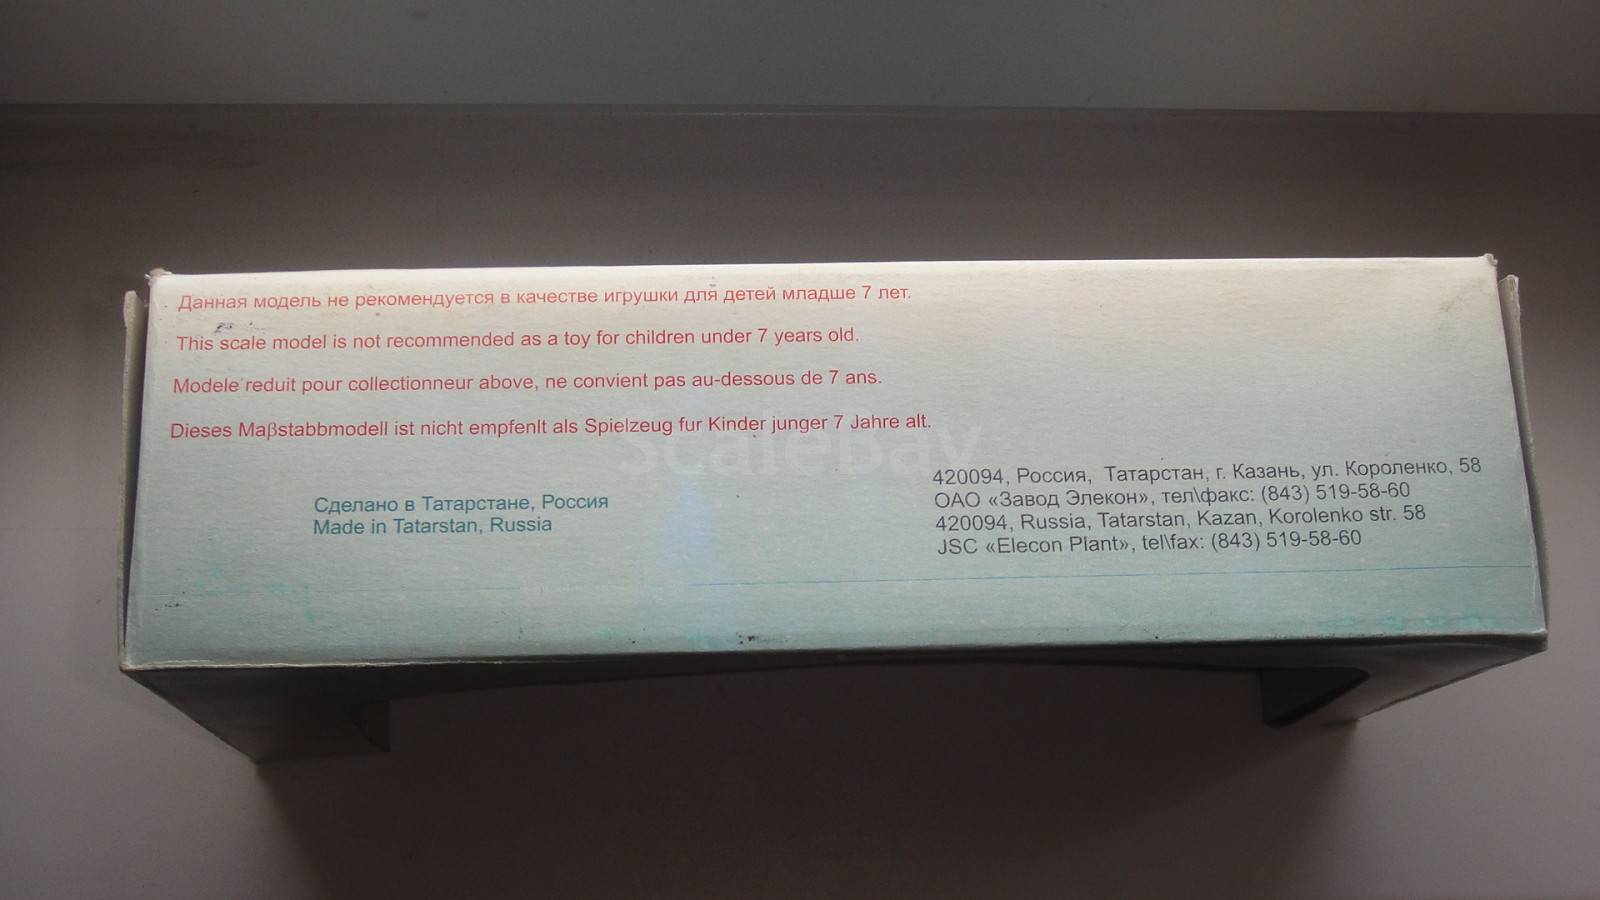 Данная модель не рекомендуется в качестве игрушки для детей младше 7 лет.
This scale model is not recommended as a toy for children under 7 years old.
Modele reduit pour collectionneur above, ne convient pas au-dessous de 7 ans.
Dieses Maβstabbmodell ist nicht empfenlt als Spielzeug fur Kinder junger 7 Jahre alt.
ScaleBay
Сделано в Татарстане, Россия
Made in Tatarstan, Russia
420094, Россия, Татарстан, г. Казань, ул. Короленко, 58
ОАО «Завод Элекон», тел\факс: (843) 519-58-60
420094, Russia, Tatarstan, Kazan, Korolenko str. 58
JSC «Elecon Plant», tel\fax: (843) 519-58-60